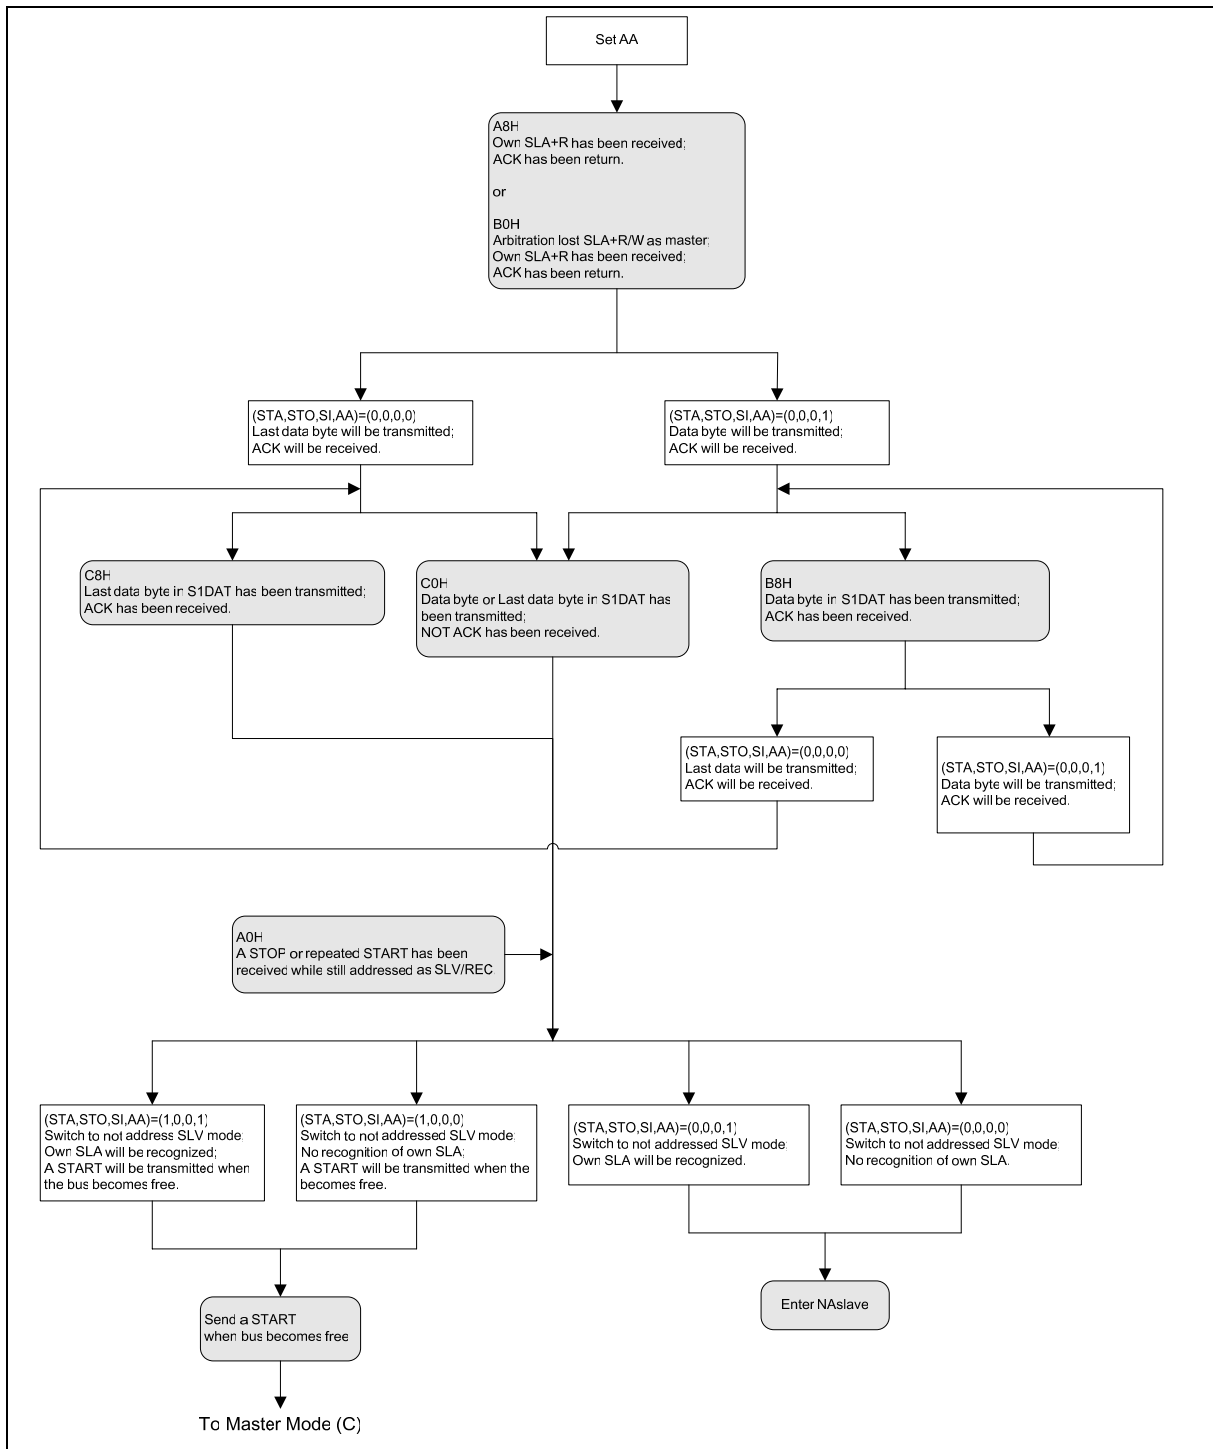 Set AA
A8H
Own SLA+R has been received;
ACK has been return.
or
B0H
Arbitration lost SLA+R/W as master;
Own SLA+R has been received;
ACK has been return.
(STA,STO,SI,AA)=(0,0,0,0)
Last data byte will be transmitted;
ACK will be received.
(STA,STO,SI,AA)=(0,0,0,1)
Data byte will be transmitted;
ACK will be received.
C8H
Last data byte in S1DAT has been transmitted;
ACK has been received.
C0H
Data byte or Last data byte in S1DAT has
been transmitted;
NOT ACK has been received.
B8H
Data byte in S1DAT has been transmitted;
ACK has been received.
(STA,STO,SI,AA)=(0,0,0,0)
Last data will be transmitted;
ACK will be received.
(STA,STO,SI,AA)=(0,0,0,1)
Data byte will be transmitted;
ACK will be received.
A0H
A STOP or repeated START has been
received while still addressed as SLV/REC
(STA,STO,SI,AA)=(1,0,0,1)
Switch to not address SLV mode;
Own SLA will be recognized;
A START will be transmitted when
the bus becomes free.
(STA,STO,SI,AA)=(1,0,0,0)
Switch to not addressed SLV mode;
No recognition of own SLA;
A START will be transmitted when the
becomes free.
(STA,STO,SI,AA)=(0,0,0,1)
Switch to not addressed SLV mode;
Own SLA will be recognized.
(STA,STO,SI,AA)=(0,0,0,0)
Switch to not addressed SLV mode;
No recognition of own SLA.
Send a START
when bus becomes free
Enter NAslave
To Master Mode (C)